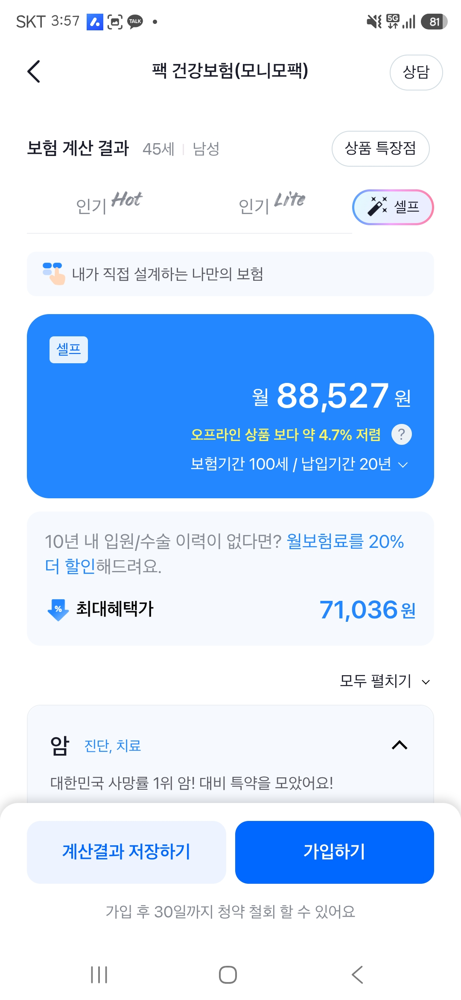 SKT 3:57 TALK 5G 81
팩 건강보험(모니모팩) 상담
보험 계산 결과 45세 남성 상품 특장점
인기 Hot 인기 Lite 셀프
내가 직접 설계하는 나만의 보험
셀프
월 88,527 원
오프라인 상품 보다 약 4.7% 저렴 ?
보험기간 100세 / 납입기간 20년
10년 내 입원/수술 이력이 없다면? 월보험료를 20%
더 할인해드려요.
% 최대혜택가 71,036원
모두 펼치기
암 진단, 치료
대한민국 사망률 1위 암! 대비 특약을 모았어요!
계산결과 저장하기 가입하기
가입 후 30일까지 청약 철회 할 수 있어요